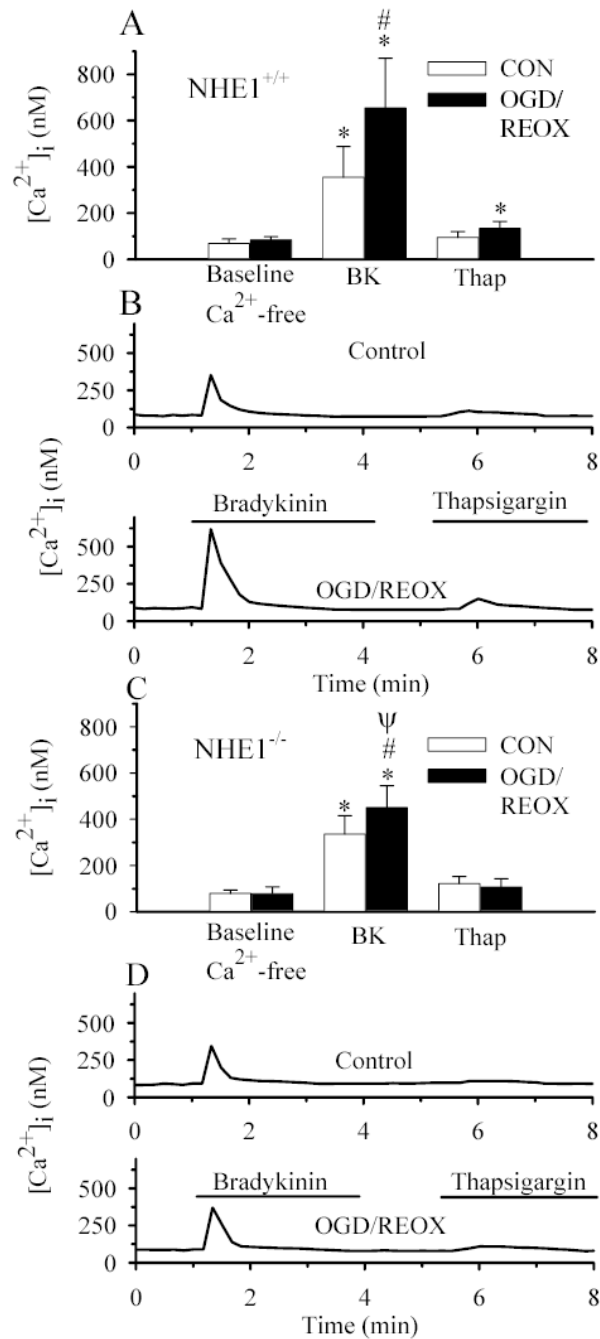 A
#
*
*
*
NHE1+/+
CON
OGD/
REOX
[Ca2+]i (nM)
800
600
400
200
0
Baseline
BK
Thap
Ca2+-free
B
Control
500
250
0
0 2 4 6 8
Bradykinin
Thapsigargin
[Ca2+]i (nM)
500
250
0
OGD/REOX
0 2 4 6 8
Time (min)
C
ψ
#
*
*
NHE1-/-
CON
OGD/
REOX
[Ca2+]i (nM)
800
600
400
200
0
Baseline
BK
Thap
Ca2+-free
D
500
250
0
Control
0 2 4 6 8
Bradykinin
Thapsigargin
[Ca2+]i (nM)
500
250
0
OGD/REOX
0 2 4 6 8
Time (min)